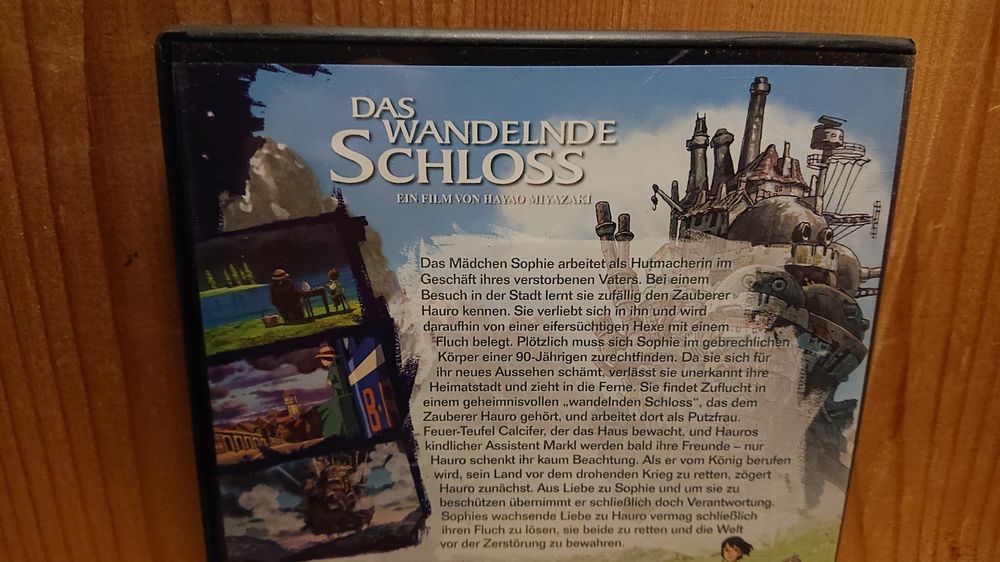 DAS
WANDELNDE
SCHLOSS
EIN FILM VON HAYAO MIYAZAKI
Das Mädchen Sophie arbeitet als Hutmacherin im
Geschäft ihres verstorbenen Vaters. Bei einem
Besuch in der Stadt lernt sie zufällig den Zauberer
Hauro kennen. Sie verliebt sich in ihn und wird
daraufhin von einer eifersüchtigen Hexe mit einem
Fluch belegt. Plötzlich muss sich Sophie im gebrechlichen
Körper einer 90-Jährigen zurechtfinden. Da sie sich für
ihr neues Aussehen schämt, verlässt sie unerkannt ihre
Heimatstadt und zieht in die Ferne. Sie findet Zuflucht in
einem geheimnisvollen „wandelnden Schloss“, das dem
Zauberer Hauro gehört, und arbeitet dort als Putzfrau.
Feuer-Teufel Calcifer, der das Haus bewacht, und Hauros
kindlicher Assistent Markl werden bald ihre Freunde – nur
Hauro schenkt ihr kaum Beachtung. Als er vom König berufen
wird, sein Land vor dem drohenden Krieg zu retten, zögert
Hauro zunächst. Aus Liebe zu Sophie und um sie zu
beschützen übernimmt er schließlich doch Verantwortung.
Sophies wachsende Liebe zu Hauro vermag schließlich
ihren Fluch zu lösen, sie beide zu retten und die Welt
vor der Zerstörung zu bewahren.